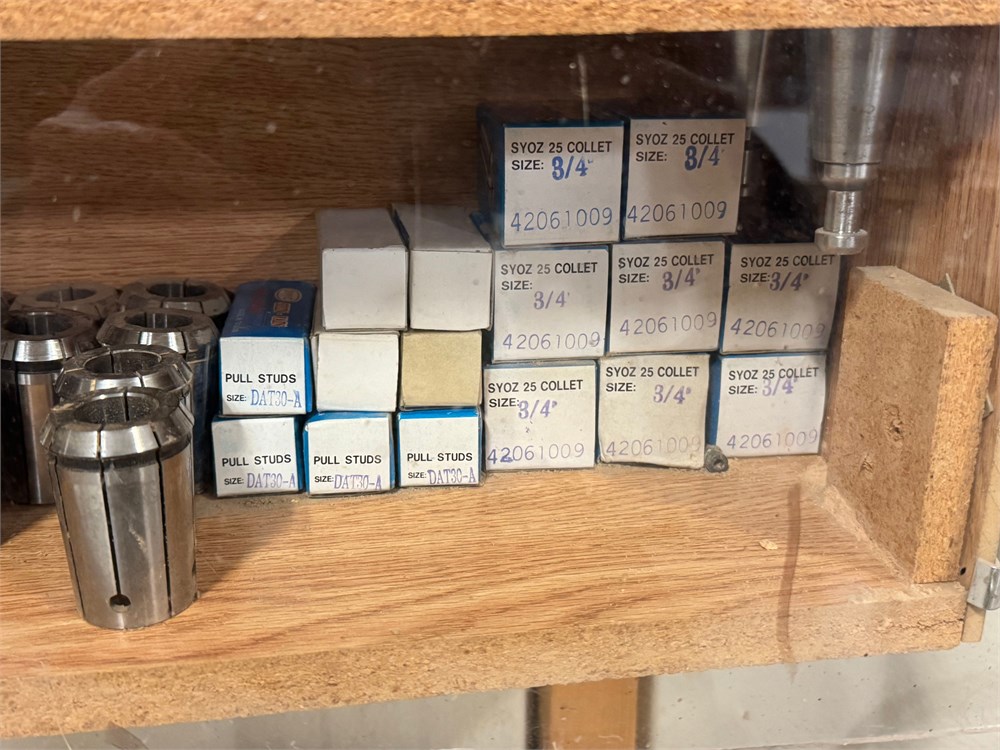 SYOZ 25 COLLET
SIZE: 3/4"
42061009
SYOZ 25 COLLET
SIZE: 3/4"
42061009
SYOZ 25 COLLET
SIZE: 3/4"
42061009
SYOZ 25 COLLET
SIZE: 3/4"
42061009
SYOZ 25 COLLET
SIZE: 3/4"
42061009
PULL STUDS
SIZE: DAT30-A
SYOZ 25 COLLET
SIZE: 3/4"
42061009
SYOZ 25 COLLET
SIZE: 3/4"
42061009
SYOZ 25 COLLET
SIZE: 3/4"
42061009
PULL STUDS
SIZE: DAT30-A
PULL STUDS
SIZE: DAT30-A
PULL STUDS
SIZE: DAT30-A